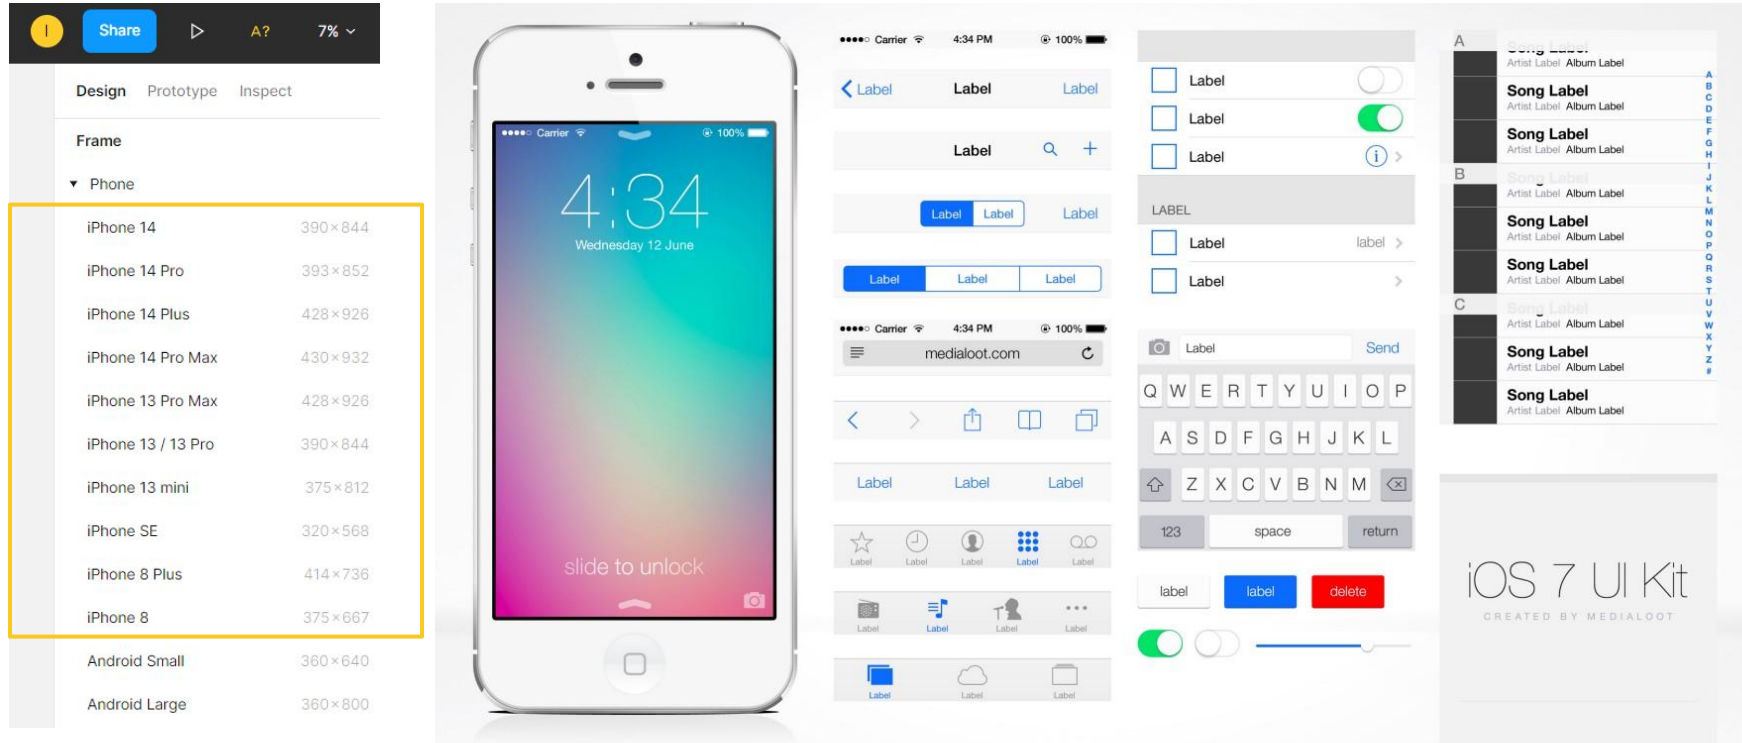 I Share A? 7%
Design Prototype Inspect
Frame
Phone
iPhone 14 390×844
iPhone 14 Pro 393×852
iPhone 14 Plus 428×926
iPhone 14 Pro Max 430×932
iPhone 13 Pro Max 428×926
iPhone 13 / 13 Pro 390×844
iPhone 13 mini 375×812
iPhone SE 320×568
iPhone 8 Plus 414×736
iPhone 8 375×667
Android Small 360×640
Android Large 360×800
Carrier 100%
4:34
Wednesday 12 June
slide to unlock
Carrier 4:34 PM 100%
Label Label Label
Label
Label Label Label
Label Label Label
Carrier 4:34 PM 100%
medialoot.com
Label Label Label
Label Label Label Label Label
Label Label Label Label
Label Label Label
Label
Label
Label
LABEL
Label label
Label
Label Send
Q W E R T Y U I O P
A S D F G H J K L
Z X C V B N M
123 space return
label label delete
A
Song Label
Artist Label Album Label
Song Label
Artist Label Album Label
Song Label
Artist Label Album Label
B
Song Label
Artist Label Album Label
Song Label
Artist Label Album Label
Song Label
Artist Label Album Label
C
Song Label
Artist Label Album Label
Song Label
Artist Label Album Label
Song Label
Artist Label Album Label
A
B
C
D
E
F
G
H
I
J
K
L
M
N
O
P
Q
R
S
T
U
V
W
X
Y
Z
#
iOS 7 UI Kit
CREATED BY MEDIALOOT